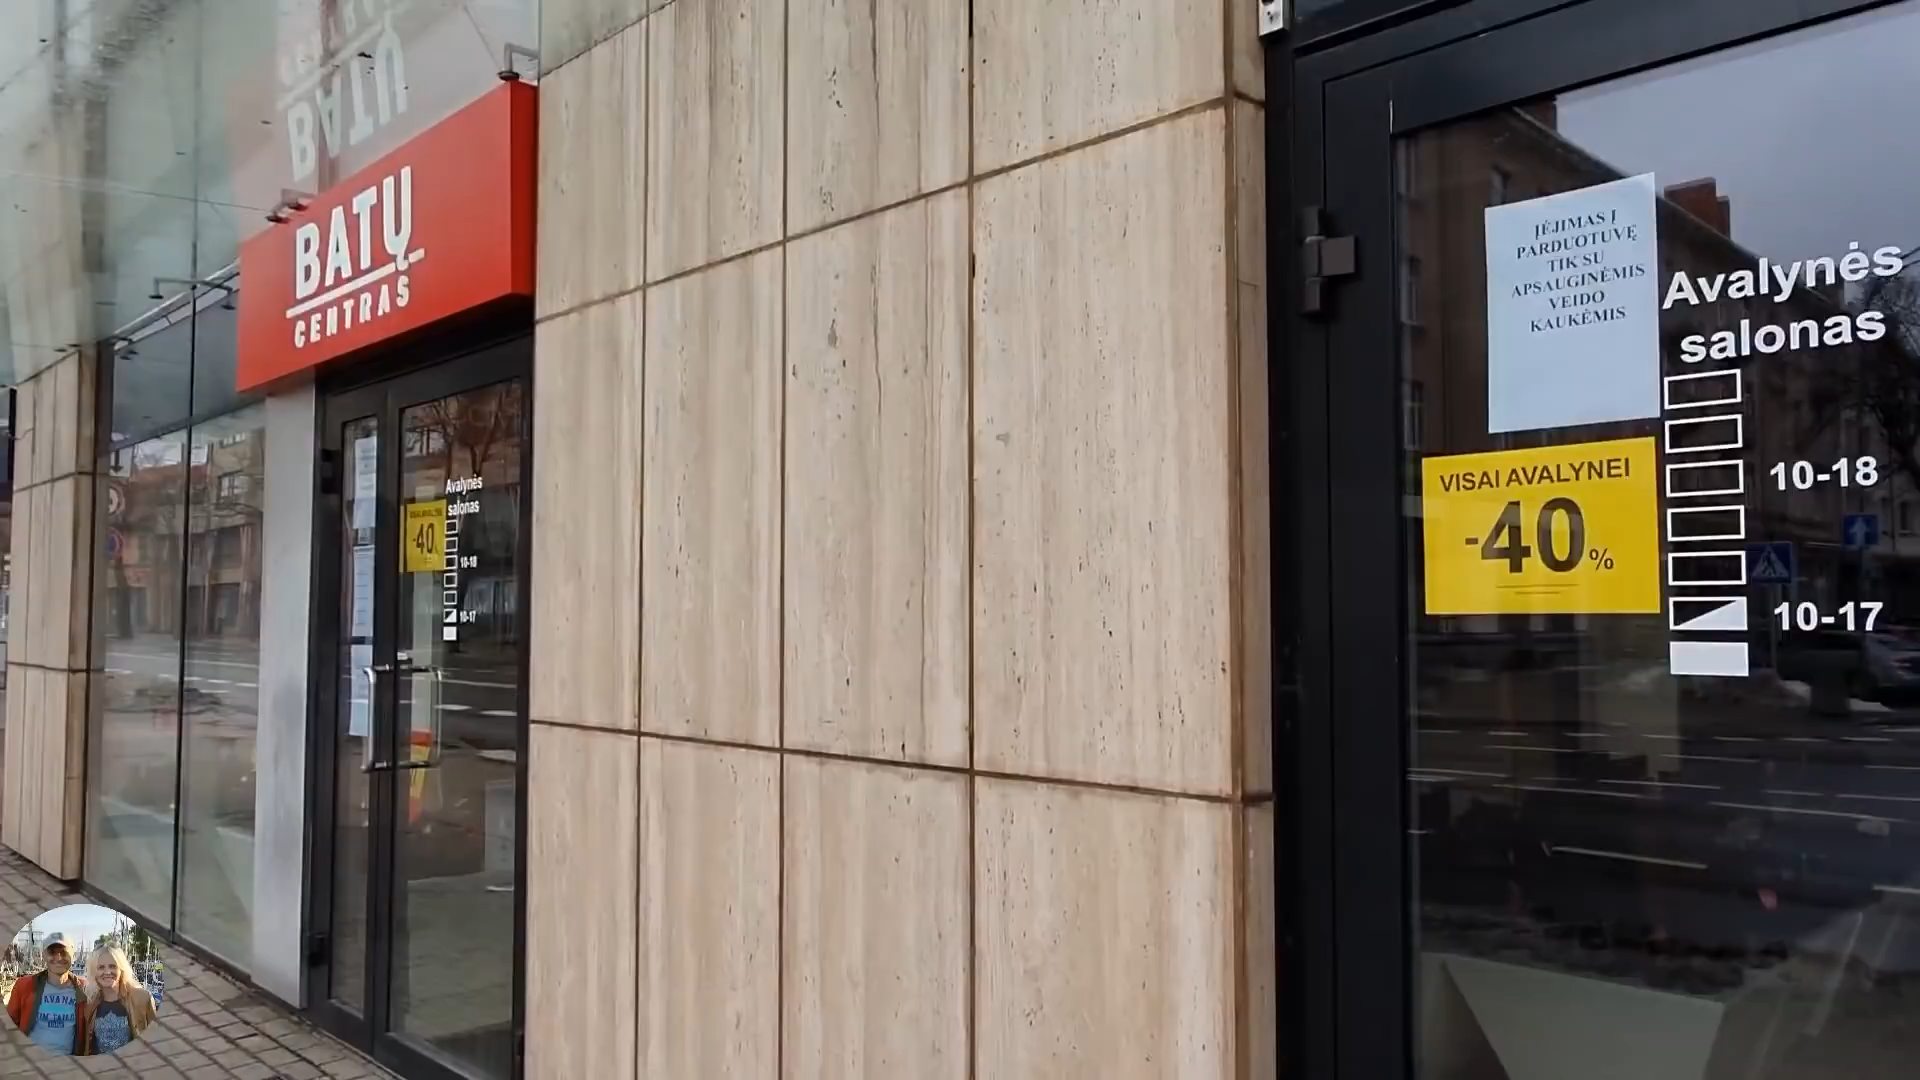 BATŲ
CENTRAS
Avalynės
salonas
-40
10-18
10-17
ĮĖJIMAS Į
PARDUOTUVĘ
TIK SU
APSAUGINĖMIS
VEIDO
KAUKĖMIS
Avalynės
salonas
VISAI AVALYNEI
-40%
10-18
10-17